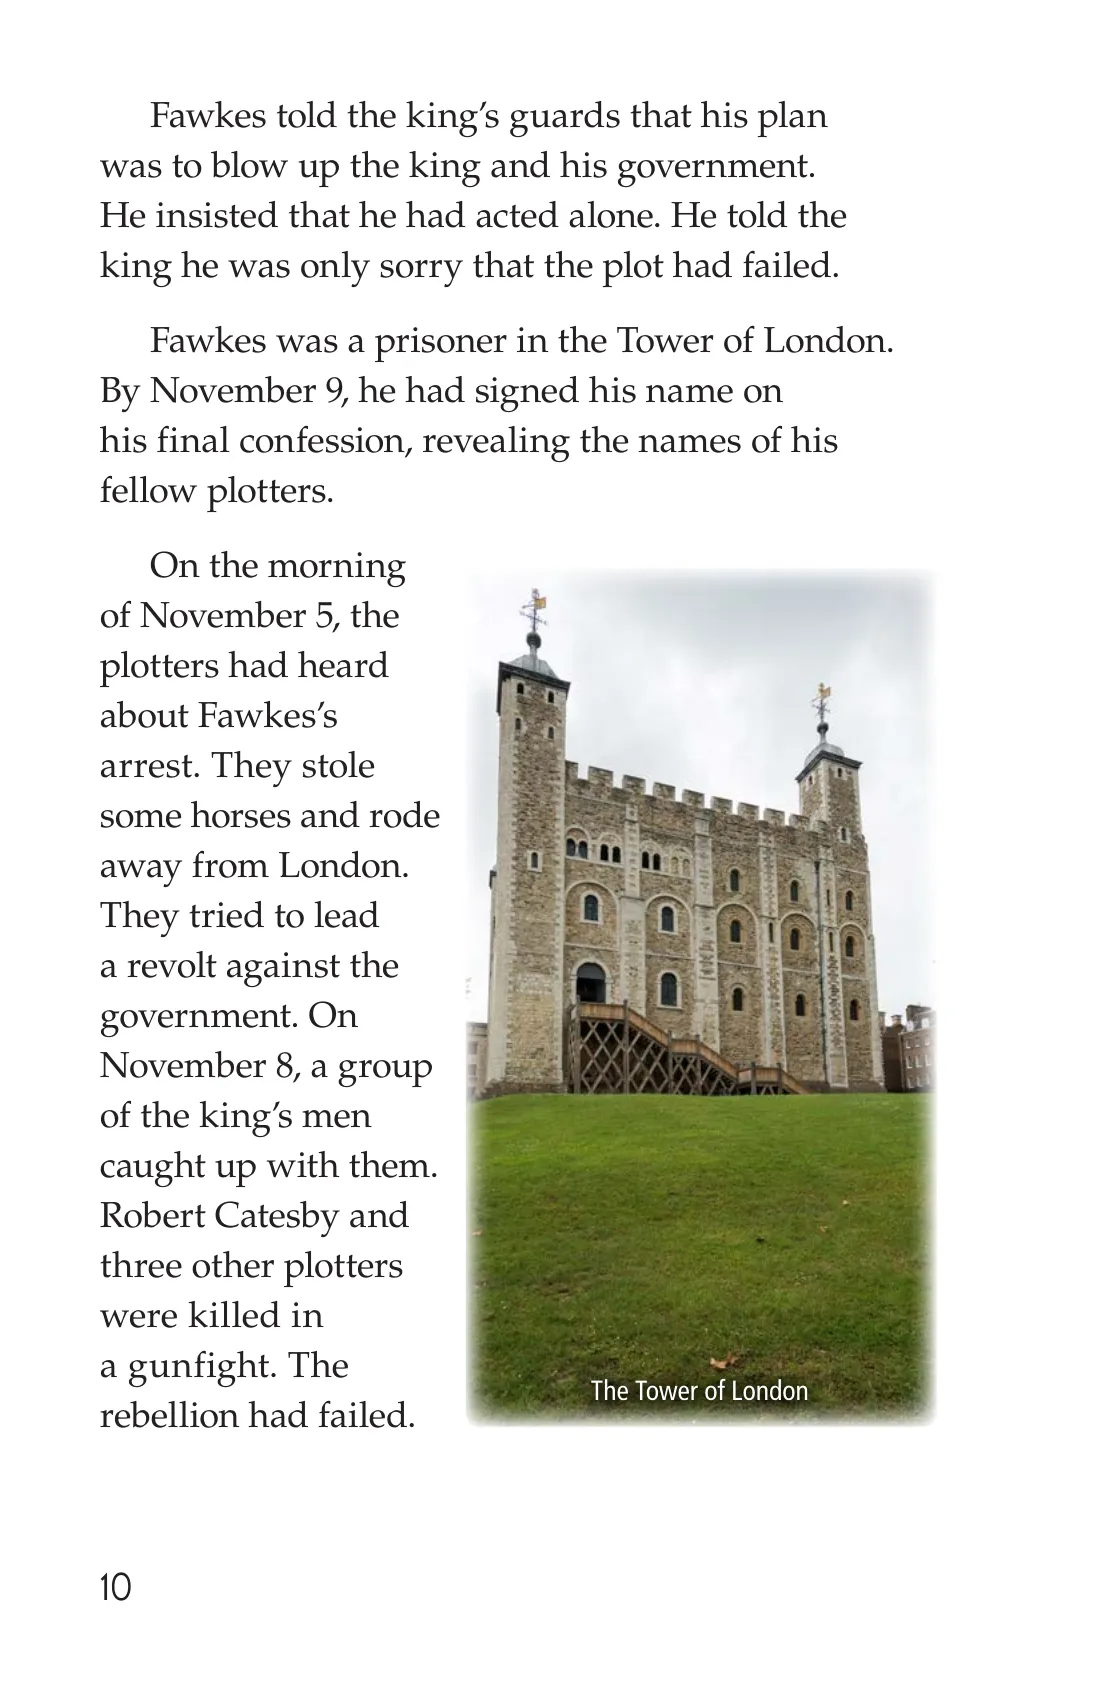 Fawkes told the king’s guards that his plan
was to blow up the king and his government.
He insisted that he had acted alone. He told the
king he was only sorry that the plot had failed.
Fawkes was a prisoner in the Tower of London.
By November 9, he had signed his name on
his final confession, revealing the names of his
fellow plotters.
On the morning
of November 5, the
plotters had heard
about Fawkes’s
arrest. They stole
some horses and rode
away from London.
They tried to lead
a revolt against the
government. On
November 8, a group
of the king’s men
caught up with them.
Robert Catesby and
three other plotters
were killed in
a gunfight. The
rebellion had failed.
The Tower of London
10